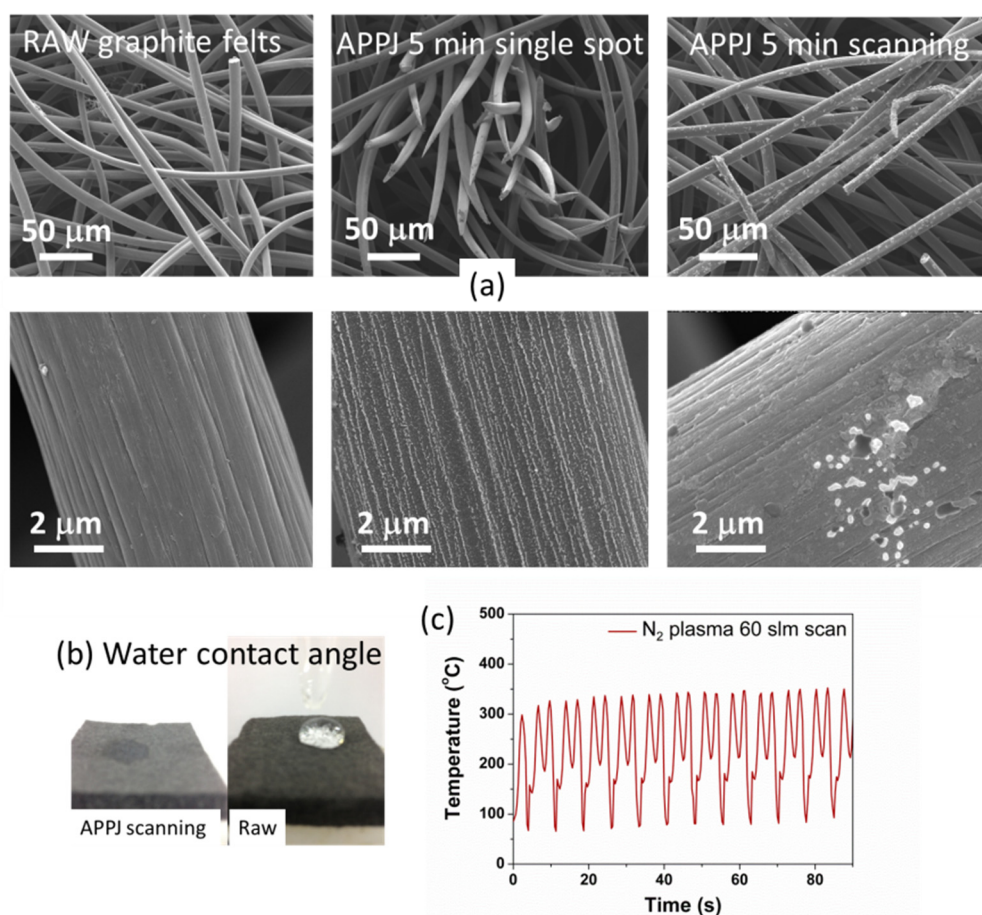 RAW graphite felts
APPJ 5 min single spot
APPJ 5 min scanning
50 μm
50 μm
50 μm
(a)
2 μm
2 μm
2 μm
(b) Water contact angle
APPJ scanning
Raw
(c)
N₂ plasma 60 slm scan
Temperature (°C)
500
400
300
200
100
0
0 20 40 60 80
Time (s)